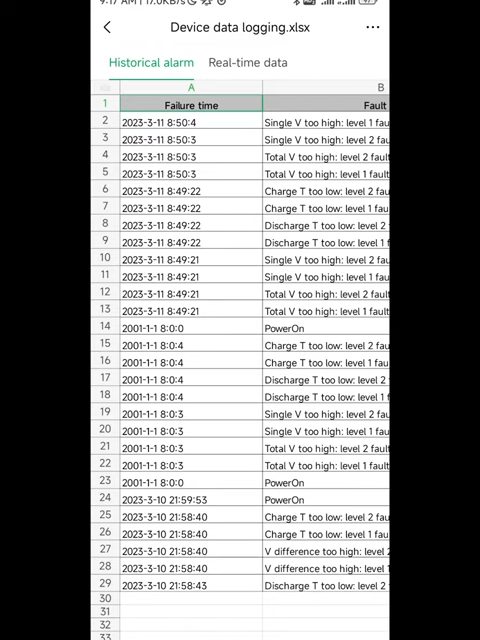 9:17 AM | 17.0KB/s
Device data logging.xlsx
Historical alarm Real-time data
A B
1 Failure time Fault
2 2023-3-11 8:50:4 Single V too high: level 1 fau
3 2023-3-11 8:50:3 Single V too high: level 2 fau
4 2023-3-11 8:50:3 Total V too high: level 2 fault
5 2023-3-11 8:50:3 Total V too high: level 1 fault
6 2023-3-11 8:49:22 Charge T too low: level 2 fau
7 2023-3-11 8:49:22 Charge T too low: level 1 fau
8 2023-3-11 8:49:22 Discharge T too low: level 2
9 2023-3-11 8:49:22 Discharge T too low: level 1 f
10 2023-3-11 8:49:21 Single V too high: level 2 fau
11 2023-3-11 8:49:21 Single V too high: level 1 fau
12 2023-3-11 8:49:21 Total V too high: level 2 fault
13 2023-3-11 8:49:21 Total V too high: level 1 fault
14 2001-1-1 8:0:0 PowerOn
15 2001-1-1 8:0:4 Charge T too low: level 2 fau
16 2001-1-1 8:0:4 Charge T too low: level 1 fau
17 2001-1-1 8:0:4 Discharge T too low: level 2
18 2001-1-1 8:0:4 Discharge T too low: level 1 f
19 2001-1-1 8:0:3 Single V too high: level 2 fau
20 2001-1-1 8:0:3 Single V too high: level 1 fau
21 2001-1-1 8:0:3 Total V too high: level 2 fault
22 2001-1-1 8:0:3 Total V too high: level 1 fault
23 2001-1-1 8:0:0 PowerOn
24 2023-3-10 21:59:53 PowerOn
25 2023-3-10 21:58:40 Charge T too low: level 2 fau
26 2023-3-10 21:58:40 Charge T too low: level 1 fau
27 2023-3-10 21:58:40 V difference too high: level 2
28 2023-3-10 21:58:40 V difference too high: level 1
29 2023-3-10 21:58:43 Discharge T too low: level 2
30
31
32
33